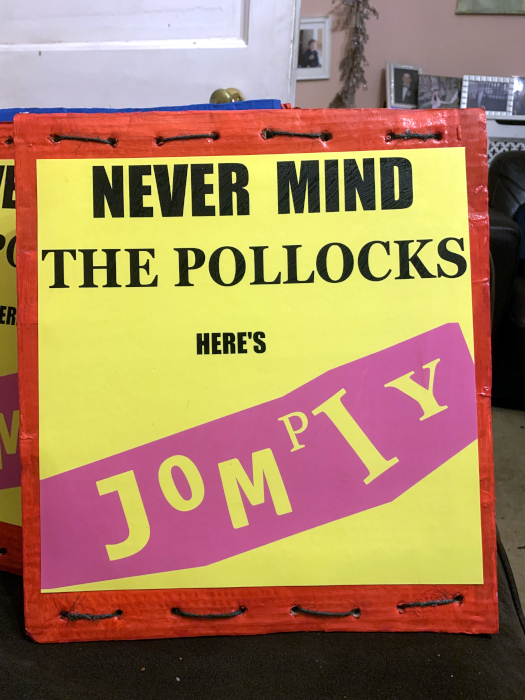 NEVER MIND
THE POLLOCKS
HERE'S
JOMPIY